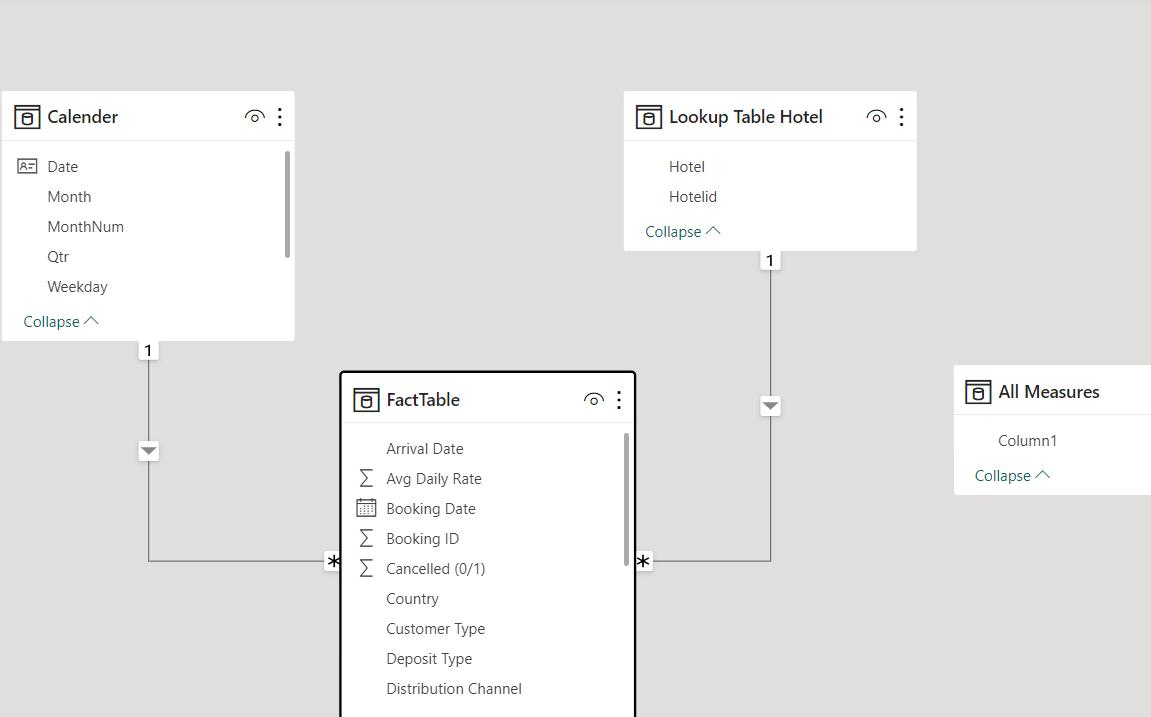 Calender
Date
Month
MonthNum
Qtr
Weekday
Collapse
1
Lookup Table Hotel
Hotel
Hotelid
Collapse
1
FactTable
Arrival Date
Σ Avg Daily Rate
Booking Date
Σ Booking ID
Σ Cancelled (0/1)
Country
Customer Type
Deposit Type
Distribution Channel
*
*
All Measures
Column1
Collapse